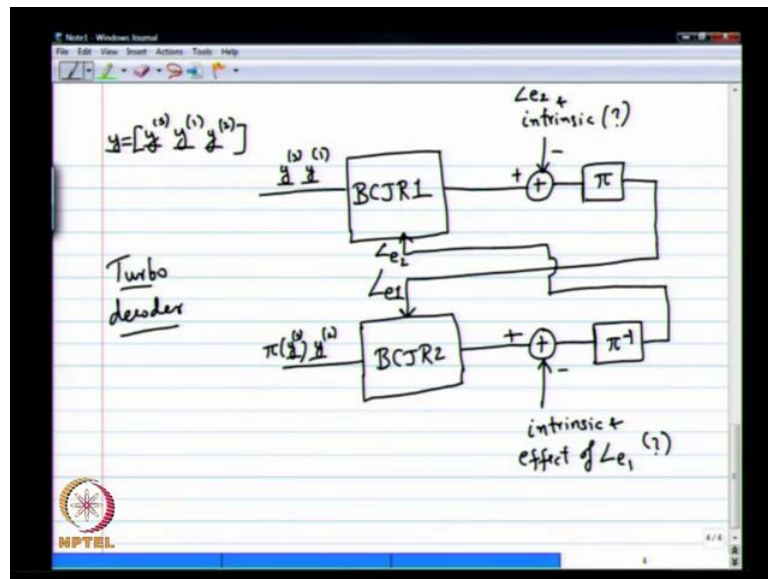 Note1 - Windows Journal
File Edit View Insert Actions Tools Help
y=[y^(s) y^(1) y^(2)]
y^(s) y^(1)
BCJR1
Le2 +
intrinsic (?)
+
-
+
π
Le2
Turbo
decoder
Le1
π(y^(s)) y^(2)
BCJR2
+
+
-
π^-1
intrinsic +
effect of Le1 (?)
NPTEL
4/4
4